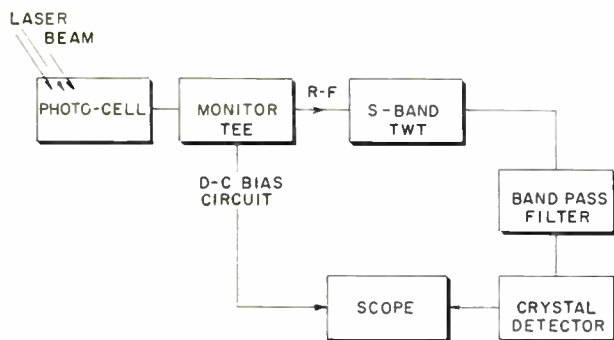 LASER
BEAM
PHOTO-CELL
MONITOR
TEE
R-F
S-BAND
TWT
D-C BIAS
CIRCUIT
BAND PASS
FILTER
SCOPE
CRYSTAL
DETECTOR